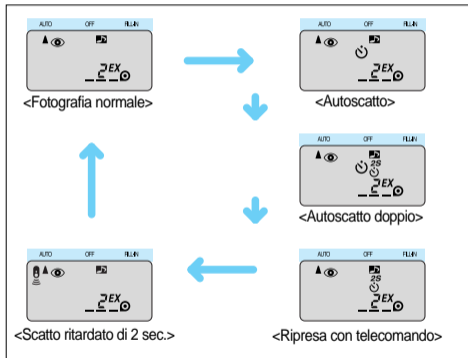 AUTO OFF FILL-IN
2EX
<Fotografia normale>
AUTO OFF FILL-IN
2EX
<Autoscatto>
AUTO OFF FILL-IN
2S
2EX
<Autoscatto doppio>
AUTO OFF FILL-IN
2S
2EX
<Ripresa con telecomando>
AUTO OFF FILL-IN
2EX
<Scatto ritardato di 2 sec.>